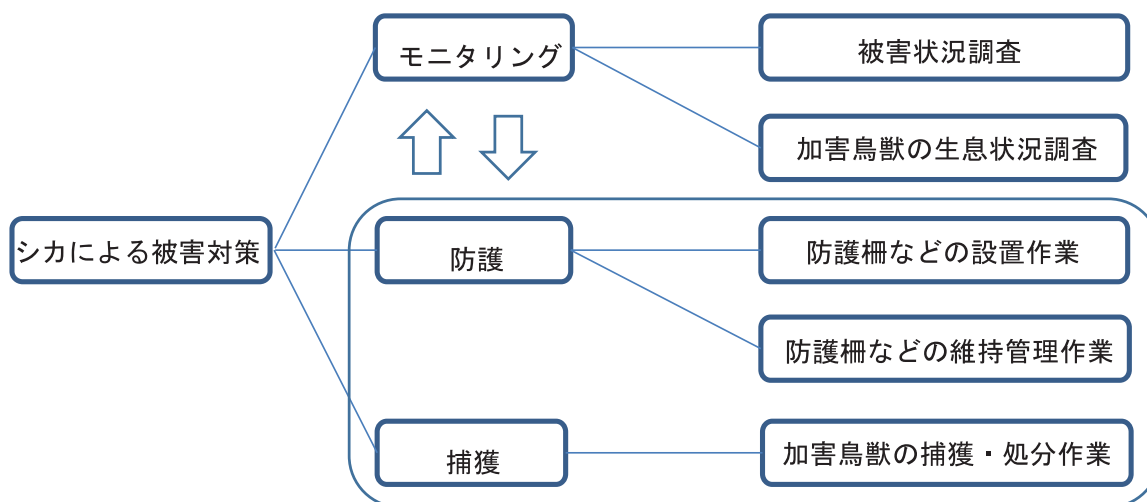 モニタリング
被害状況調査
加害鳥獣の生息状況調査
シカによる被害対策
防護
防護柵などの設置作業
防護柵などの維持管理作業
捕獲
加害鳥獣の捕獲・処分作業